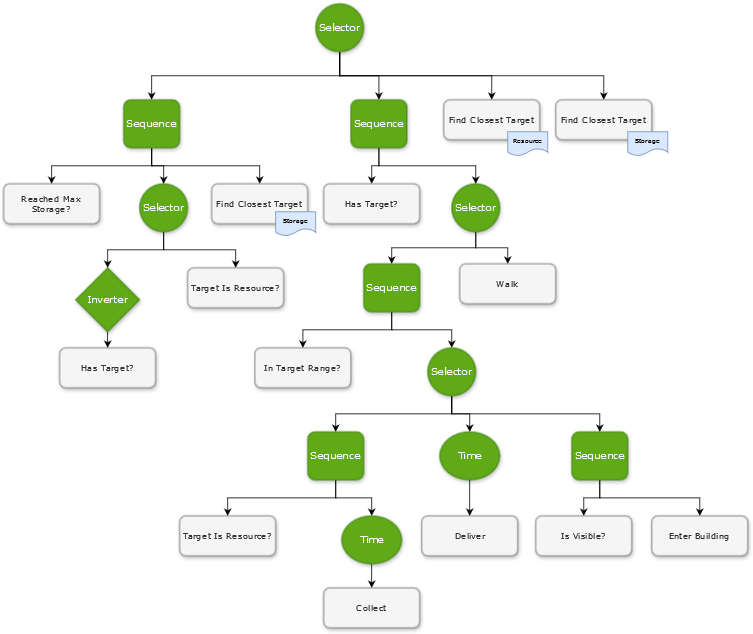 Selector
Sequence
Sequence
Find Closest Target
Resource
Find Closest Target
Storage
Reached Max
Storage?
Selector
Find Closest Target
Storage
Has Target?
Selector
Inverter
Target Is Resource?
Sequence
Walk
Has Target?
In Target Range?
Selector
Sequence
Time
Sequence
Target Is Resource?
Time
Deliver
Is Visible?
Enter Building
Collect